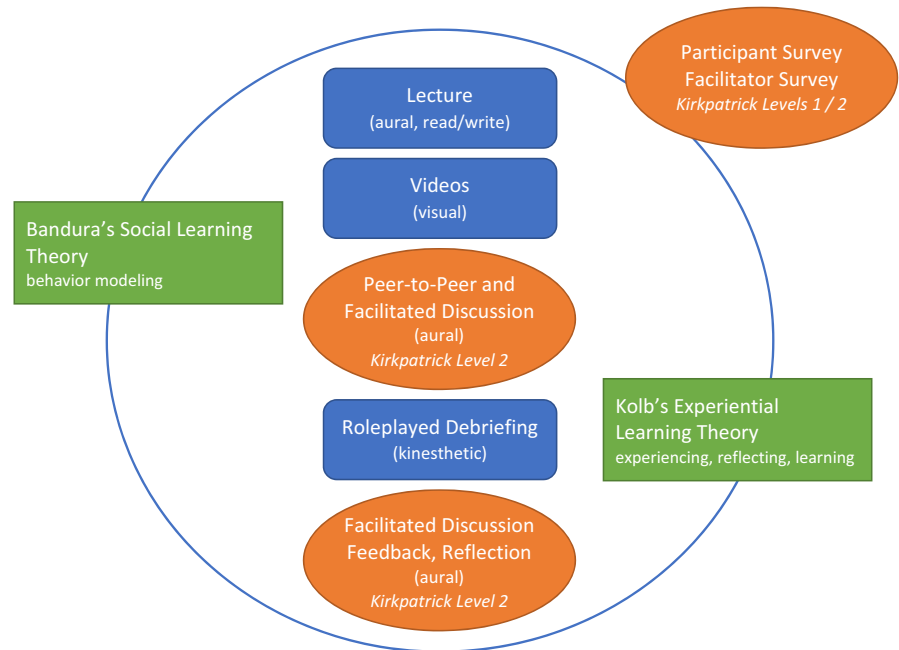 Participant Survey
Facilitator Survey
Kirkpatrick Levels 1 / 2
Lecture
(aural, read/write)
Videos
(visual)
Bandura’s Social Learning
Theory
behavior modeling
Peer-to-Peer and
Facilitated Discussion
(aural)
Kirkpatrick Level 2
Kolb’s Experiential
Learning Theory
experiencing, reflecting, learning
Roleplayed Debriefing
(kinesthetic)
Facilitated Discussion
Feedback, Reflection
(aural)
Kirkpatrick Level 2